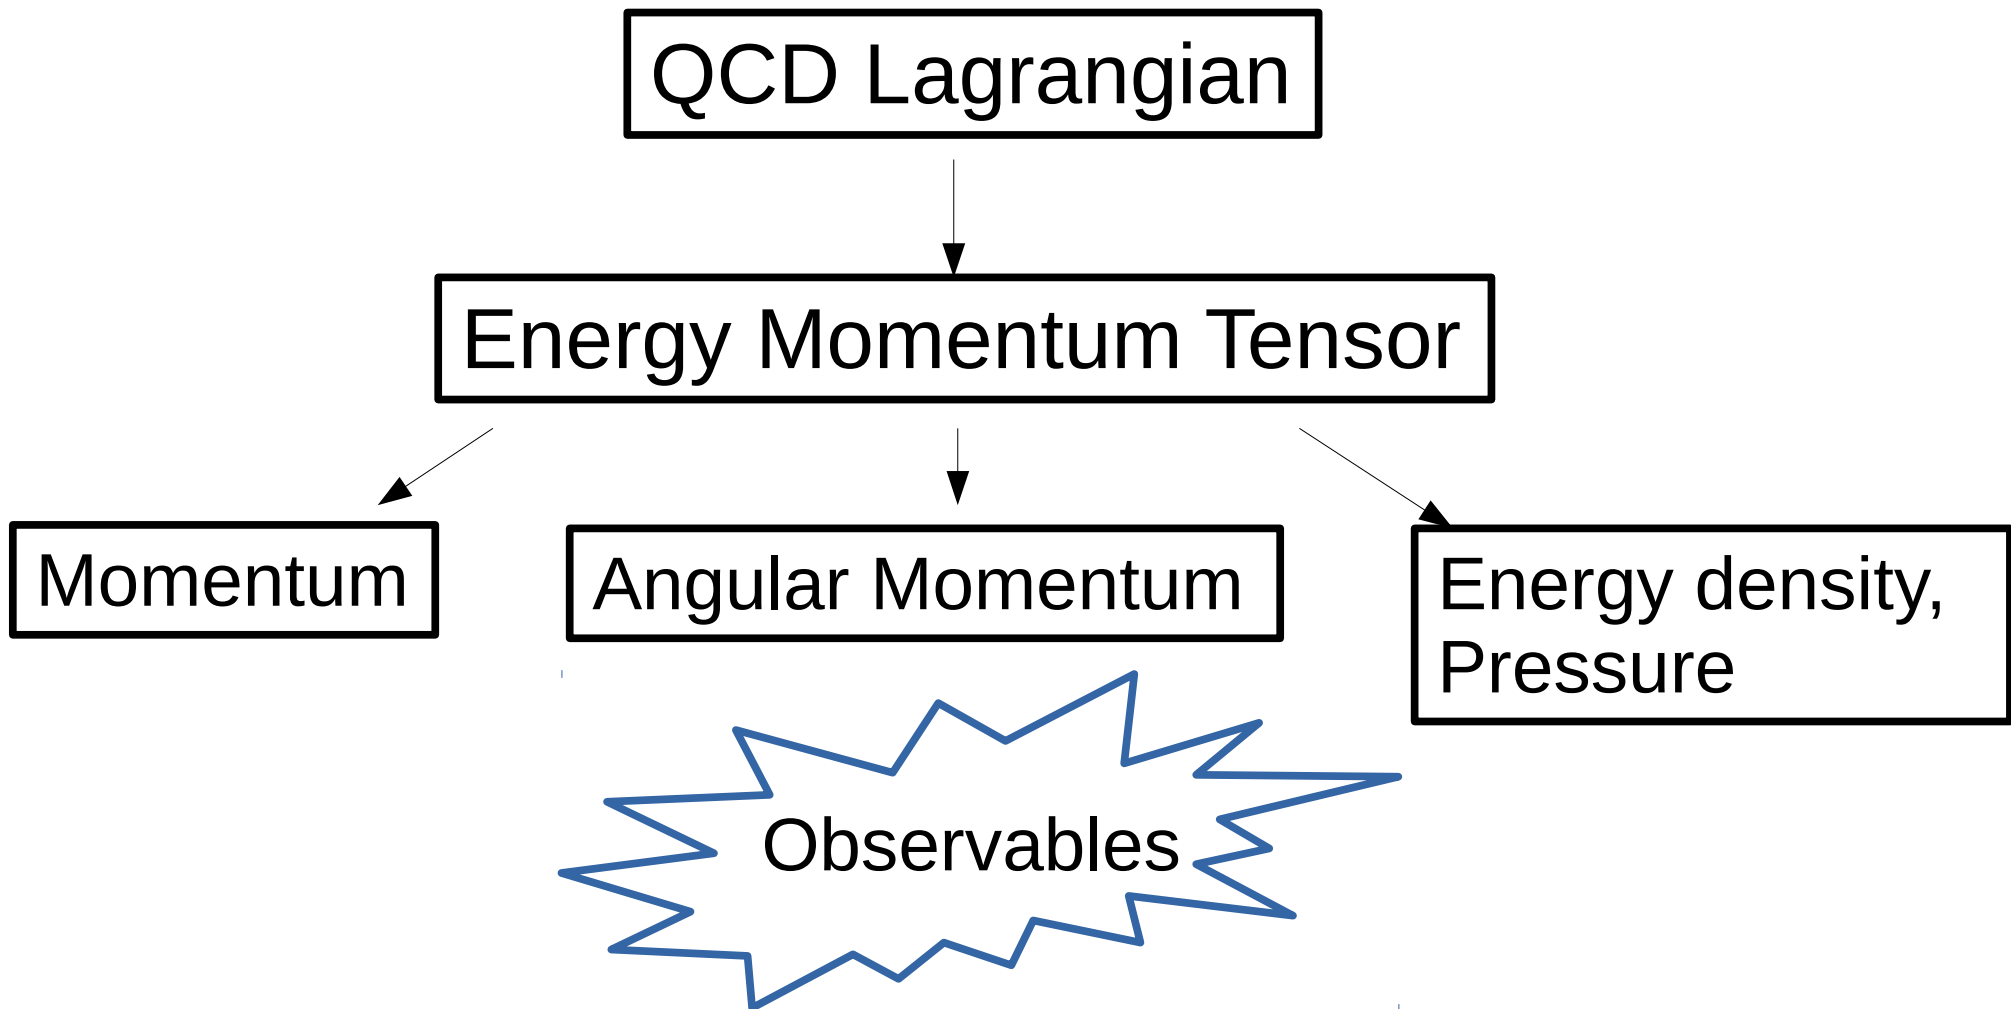 QCD Lagrangian
Energy Momentum Tensor
Momentum
Angular Momentum
Energy density,
Pressure
Observables